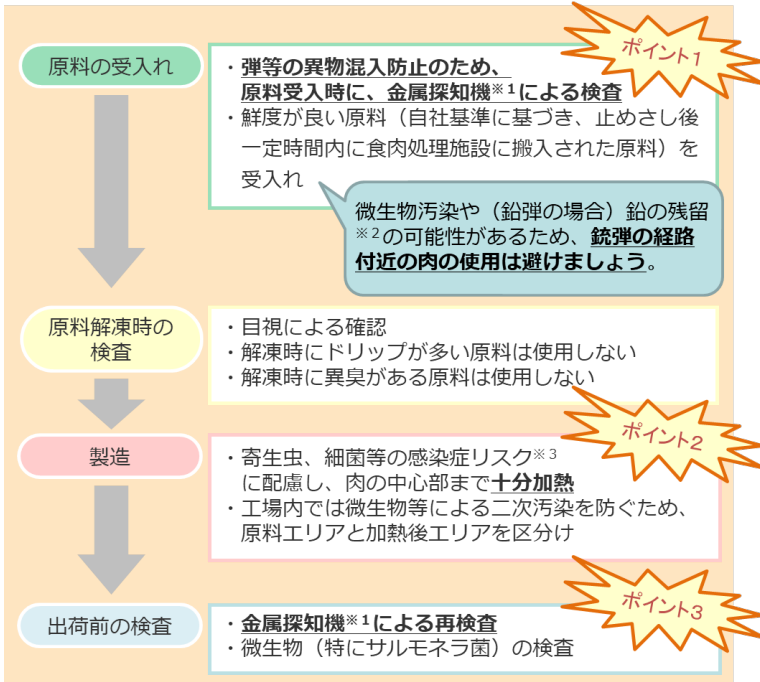 原料の受入れ
ポイント1
・弾等の異物混入防止のため、
原料受入時に、金属探知機※1による検査
・鮮度が良い原料（自社基準に基づき、止めさし後
一定時間内に食肉処理施設に搬入された原料）を
受入れ
微生物汚染や（鉛弾の場合）鉛の残留
※2の可能性があるため、銃弾の経路
付近の肉の使用は避けましょう。
原料解凍時の
検査
・目視による確認
・解凍時にドリップが多い原料は使用しない
・解凍時に異臭がある原料は使用しない
製造
ポイント2
・寄生虫、細菌等の感染症リスク※3
に配慮し、肉の中心部まで十分加熱
・工場内では微生物等による二次汚染を防ぐため、
原料エリアと加熱後エリアを区分け
出荷前の検査
ポイント3
・金属探知機※1による再検査
・微生物（特にサルモネラ菌）の検査